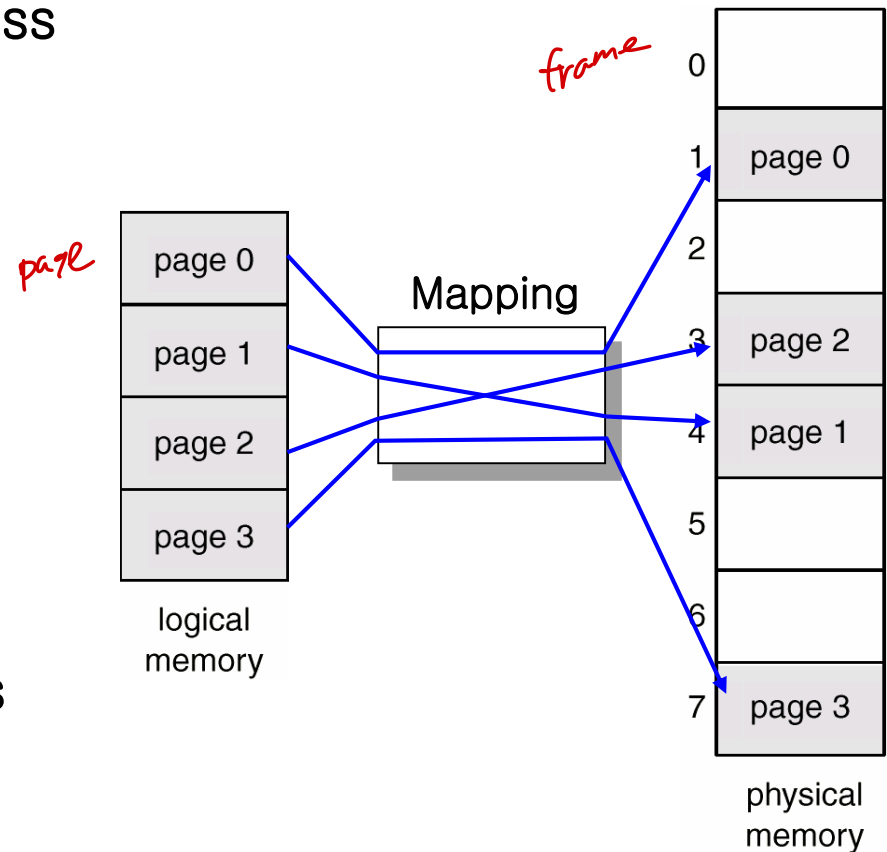 ss
frame
0
1
page 0
2
page
page 0
Mapping
page 1
3
page 2
page 2
4
page 1
page 3
5
logical
memory
6
s
7
page 3
physical
memory